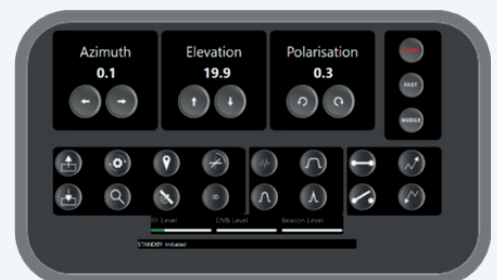 Azimuth Elevation Polarisation
0.1 19.9 0.3
SLOW
FAST
NUDGE
RF Level DVB Level Beacon Level
STANDBY Initiated